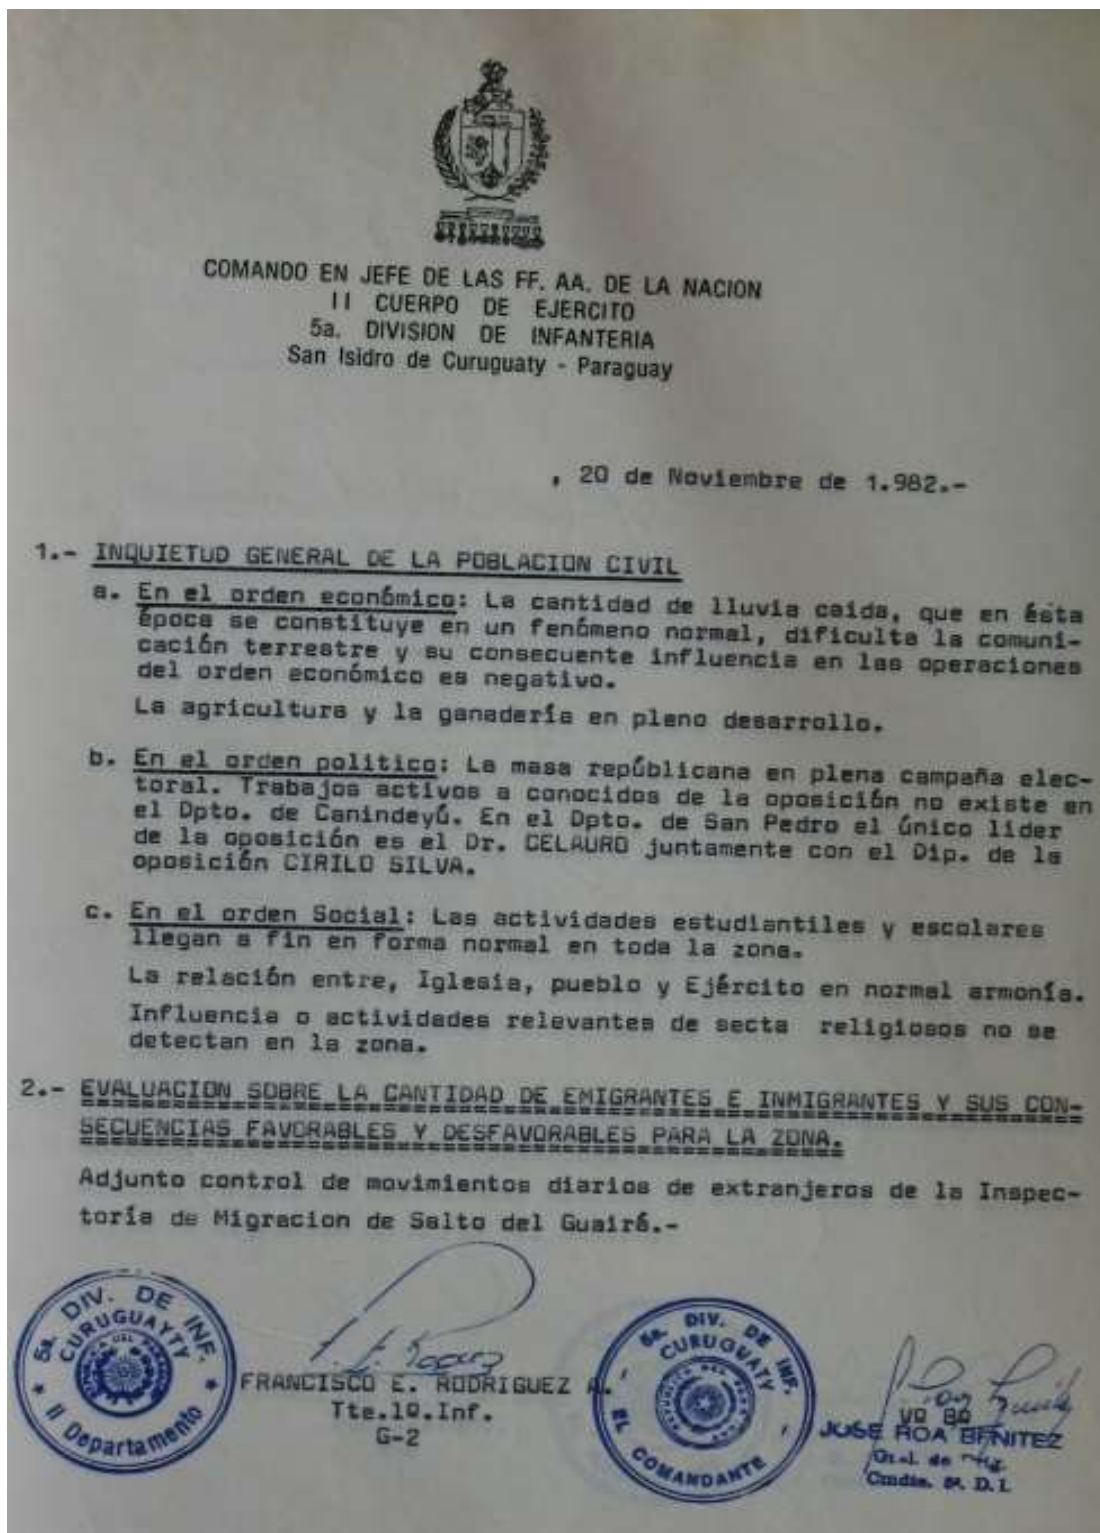 COMANDO EN JEFE DE LAS FF. AA. DE LA NACION
II CUERPO DE EJERCITO
5a. DIVISION DE INFANTERIA
San Isidro de Curuguaty - Paraguay
, 20 de Noviembre de 1.982.-
1.- INQUIETUD GENERAL DE LA POBLACION CIVIL
a. En el orden económico: La cantidad de lluvia caida, que en ésta
época se constituye en un fenómeno normal, dificulta la comuni-
cación terrestre y su consecuente influencia en las operaciones
del orden económico es negativo.
La agricultura y la ganadería en pleno desarrollo.
b. En el orden politico: La masa repúblicana en plena campaña elec-
toral. Trabajos activos a conocidos de la oposición no existe en
el Dpto. de Canindeyú. En el Dpto. de San Pedro el único lider
de la oposición es el Dr. CELAURO juntamente con el Dip. de la
oposición CIRILO SILVA.
c. En el orden Social: Las actividades estudiantiles y escolares
llegan a fin en forma normal en toda la zona.
La relación entre, Iglesia, pueblo y Ejército en normal armonía.
Influencia o actividades relevantes de secta religiosos no se
detectan en la zona.
2.- EVALUACION SOBRE LA CANTIDAD DE EMIGRANTES E INMIGRANTES Y SUS CON-
SECUENCIAS FAVORABLES Y DESFAVORABLES PARA LA ZONA.
Adjunto control de movimientos diarios de extranjeros de la Inspec-
toría de Migracion de Salto del Guairá.-
5a. DIV. DE INF.
CURUGUAYTY
II Departamento
FRANCISCO E. RODRIGUEZ A.
Tte.1º.Inf.
G-2
5a. DIV. DE INF.
CURUGUATY
REPUBLICA DEL PARAGUAY
EL COMANDANTE
Vº Bº
JOSE ROA BENITEZ
Gral. de
Cmdte. 5ª. D.I.